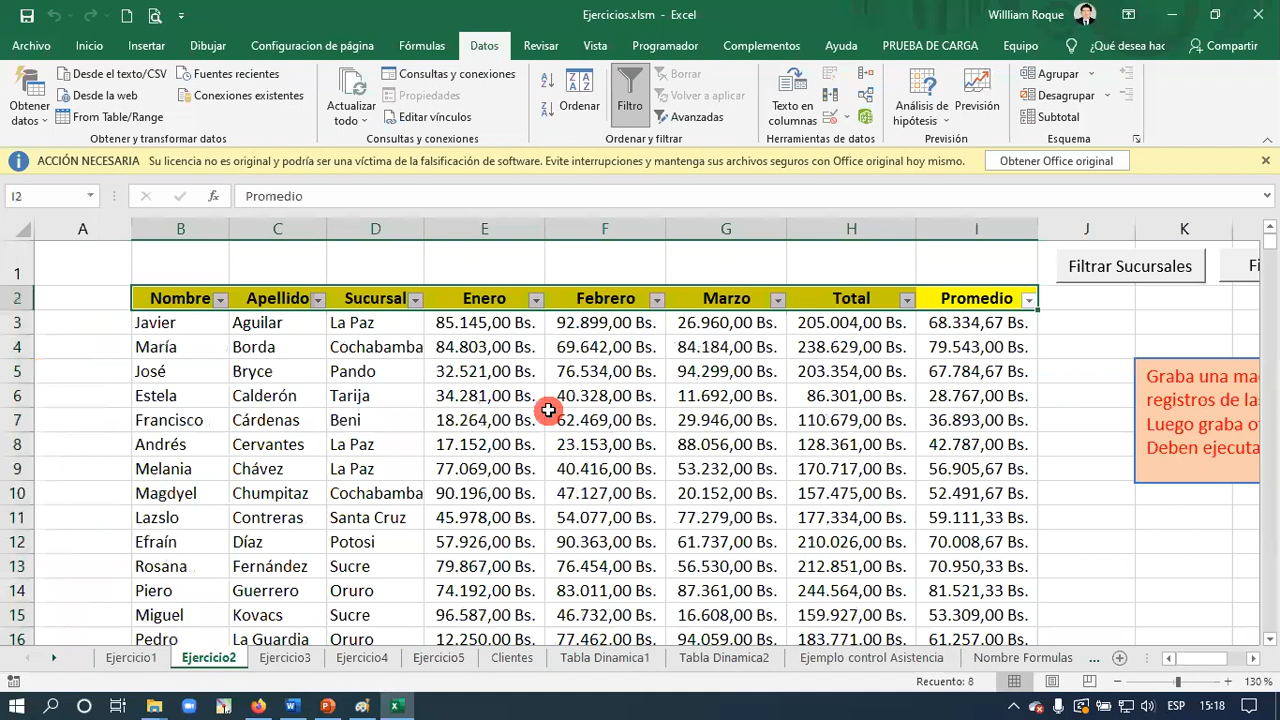 Ejercicios.xlsm - Excel
Willliam Roque
Archivo Inicio Insertar Dibujar Configuracion de página Fórmulas Datos Revisar Vista Programador Complementos Ayuda PRUEBA DE CARGA Equipo ¿Qué desea hac Compartir
Obtener datos
Desde el texto/CSV
Desde la web
From Table/Range
Fuentes recientes
Conexiones existentes
Obtener y transformar datos
Actualizar todo
Consultas y conexiones
Propiedades
Editar vínculos
Consultas y conexiones
Ordenar
Filtro
Borrar
Volver a aplicar
Avanzadas
Ordenar y filtrar
Texto en columnas
Herramientas de datos
Análisis de hipótesis
Previsión
Previsión
Agrupar
Desagrupar
Subtotal
Esquema
ACCIÓN NECESARIA Su licencia no es original y podría ser una víctima de la falsificación de software. Evite interrupciones y mantenga sus archivos seguros con Office original hoy mismo. Obtener Office original
I2 fx Promedio
A B C D E F G H I J K
1 Filtrar Sucursales Fi
2 Nombre Apellido Sucursal Enero Febrero Marzo Total Promedio
3 Javier Aguilar La Paz 85.145,00 Bs. 92.899,00 Bs. 26.960,00 Bs. 205.004,00 Bs. 68.334,67 Bs.
4 María Borda Cochabamba 84.803,00 Bs. 69.642,00 Bs. 84.184,00 Bs. 238.629,00 Bs. 79.543,00 Bs.
5 José Bryce Pando 32.521,00 Bs. 76.534,00 Bs. 94.299,00 Bs. 203.354,00 Bs. 67.784,67 Bs.
6 Estela Calderón Tarija 34.281,00 Bs. 40.328,00 Bs. 11.692,00 Bs. 86.301,00 Bs. 28.767,00 Bs.
7 Francisco Cárdenas Beni 18.264,00 Bs. 62.469,00 Bs. 29.946,00 Bs. 110.679,00 Bs. 36.893,00 Bs.
8 Andrés Cervantes La Paz 17.152,00 Bs. 23.153,00 Bs. 88.056,00 Bs. 128.361,00 Bs. 42.787,00 Bs.
9 Melania Chávez La Paz 77.069,00 Bs. 40.416,00 Bs. 53.232,00 Bs. 170.717,00 Bs. 56.905,67 Bs.
10 Magdyel Chumpitaz Cochabamba 90.196,00 Bs. 47.127,00 Bs. 20.152,00 Bs. 157.475,00 Bs. 52.491,67 Bs.
11 Lazslo Contreras Santa Cruz 45.978,00 Bs. 54.077,00 Bs. 77.279,00 Bs. 177.334,00 Bs. 59.111,33 Bs.
12 Efraín Díaz Potosi 57.926,00 Bs. 90.363,00 Bs. 61.737,00 Bs. 210.026,00 Bs. 70.008,67 Bs.
13 Rosana Fernández Sucre 79.867,00 Bs. 76.454,00 Bs. 56.530,00 Bs. 212.851,00 Bs. 70.950,33 Bs.
14 Piero Guerrero Oruro 74.192,00 Bs. 83.011,00 Bs. 87.361,00 Bs. 244.564,00 Bs. 81.521,33 Bs.
15 Miguel Kovacs Sucre 96.587,00 Bs. 46.732,00 Bs. 16.608,00 Bs. 159.927,00 Bs. 53.309,00 Bs.
16 Pedro La Guardia Oruro 12.250,00 Bs. 77.462,00 Bs. 94.059,00 Bs. 183.771,00 Bs. 61.257,00 Bs.
Graba una ma
registros de la
Luego graba o
Deben ejecuta
Ejercicio1 Ejercicio2 Ejercicio3 Ejercicio4 Ejercicio5 Clientes Tabla Dinamica1 Tabla Dinamica2 Ejemplo control Asistencia Nombre Formulas ...
Recuento: 8 130 %
ESP 15:18